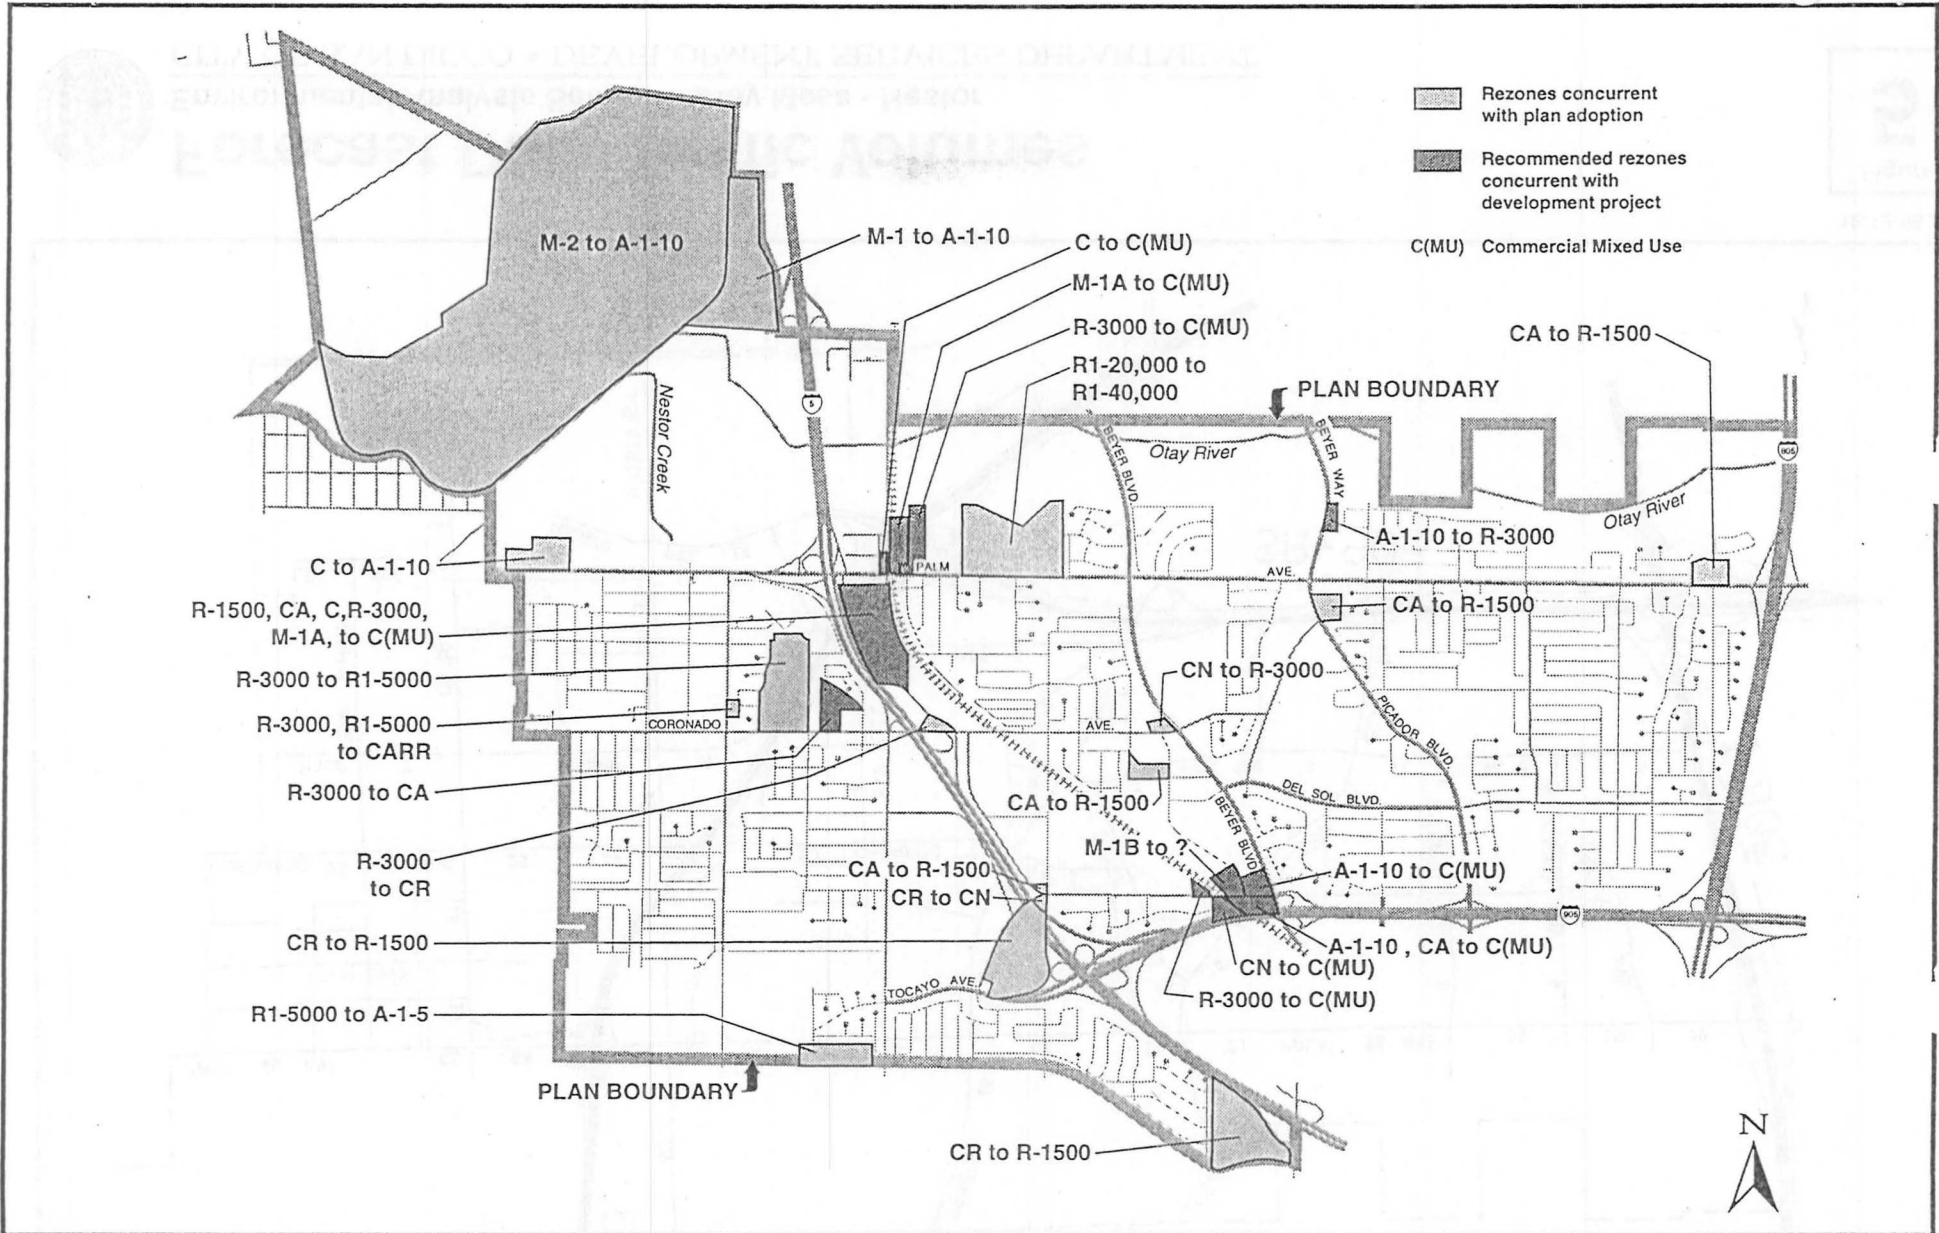 Rezones concurrent
with plan adoption
Recommended rezones
concurrent with
development project
C(MU) Commercial Mixed Use
M-2 to A-1-10
M-1 to A-1-10
C to C(MU)
M-1A to C(MU)
R-3000 to C(MU)
R1-20,000 to
R1-40,000
CA to R-1500
PLAN BOUNDARY
5
805
Nestor Creek
Otay River
BEYER BLVD.
BEYER WAY
Otay River
A-1-10 to R-3000
C to A-1-10
PALM
AVE.
R-1500, CA, C,R-3000,
M-1A, to C(MU)
CA to R-1500
R-3000 to R1-5000
CN to R-3000
R-3000, R1-5000
to CARR
CORONADO
AVE.
PICADOR BLVD.
R-3000 to CA
CA to R-1500
DEL SOL BLVD.
BEYER BLVD.
R-3000
to CR
M-1B to ?
CA to R-1500
CR to CN
A-1-10 to C(MU)
905
CR to R-1500
A-1-10 , CA to C(MU)
CN to C(MU)
TOCAYO AVE.
R-3000 to C(MU)
R1-5000 to A-1-5
PLAN BOUNDARY
CR to R-1500
N